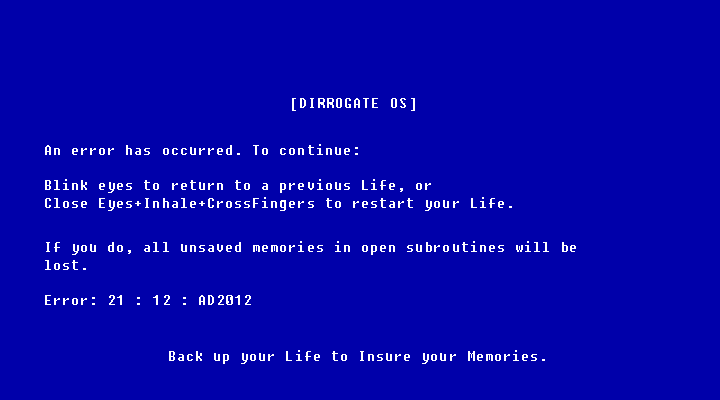 [DIRROGATE OS]
An error has occurred. To continue:
Blink eyes to return to a previous Life, or
Close Eyes+Inhale+CrossFingers to restart your Life.
If you do, all unsaved memories in open subroutines will be
lost.
Error: 21 : 12 : AD2012
Back up your Life to Insure your Memories.